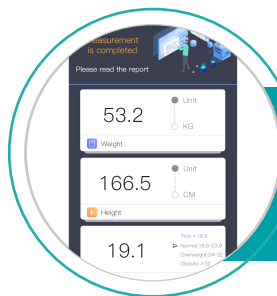 Measurement
is completed
Please read the report
53.2
Unit
KG
Weight
166.5
Unit
CM
Height
19.1
Thin:< 18.5
Normal:18.5~23.9
Overweight:24~32
Obesity:> 32